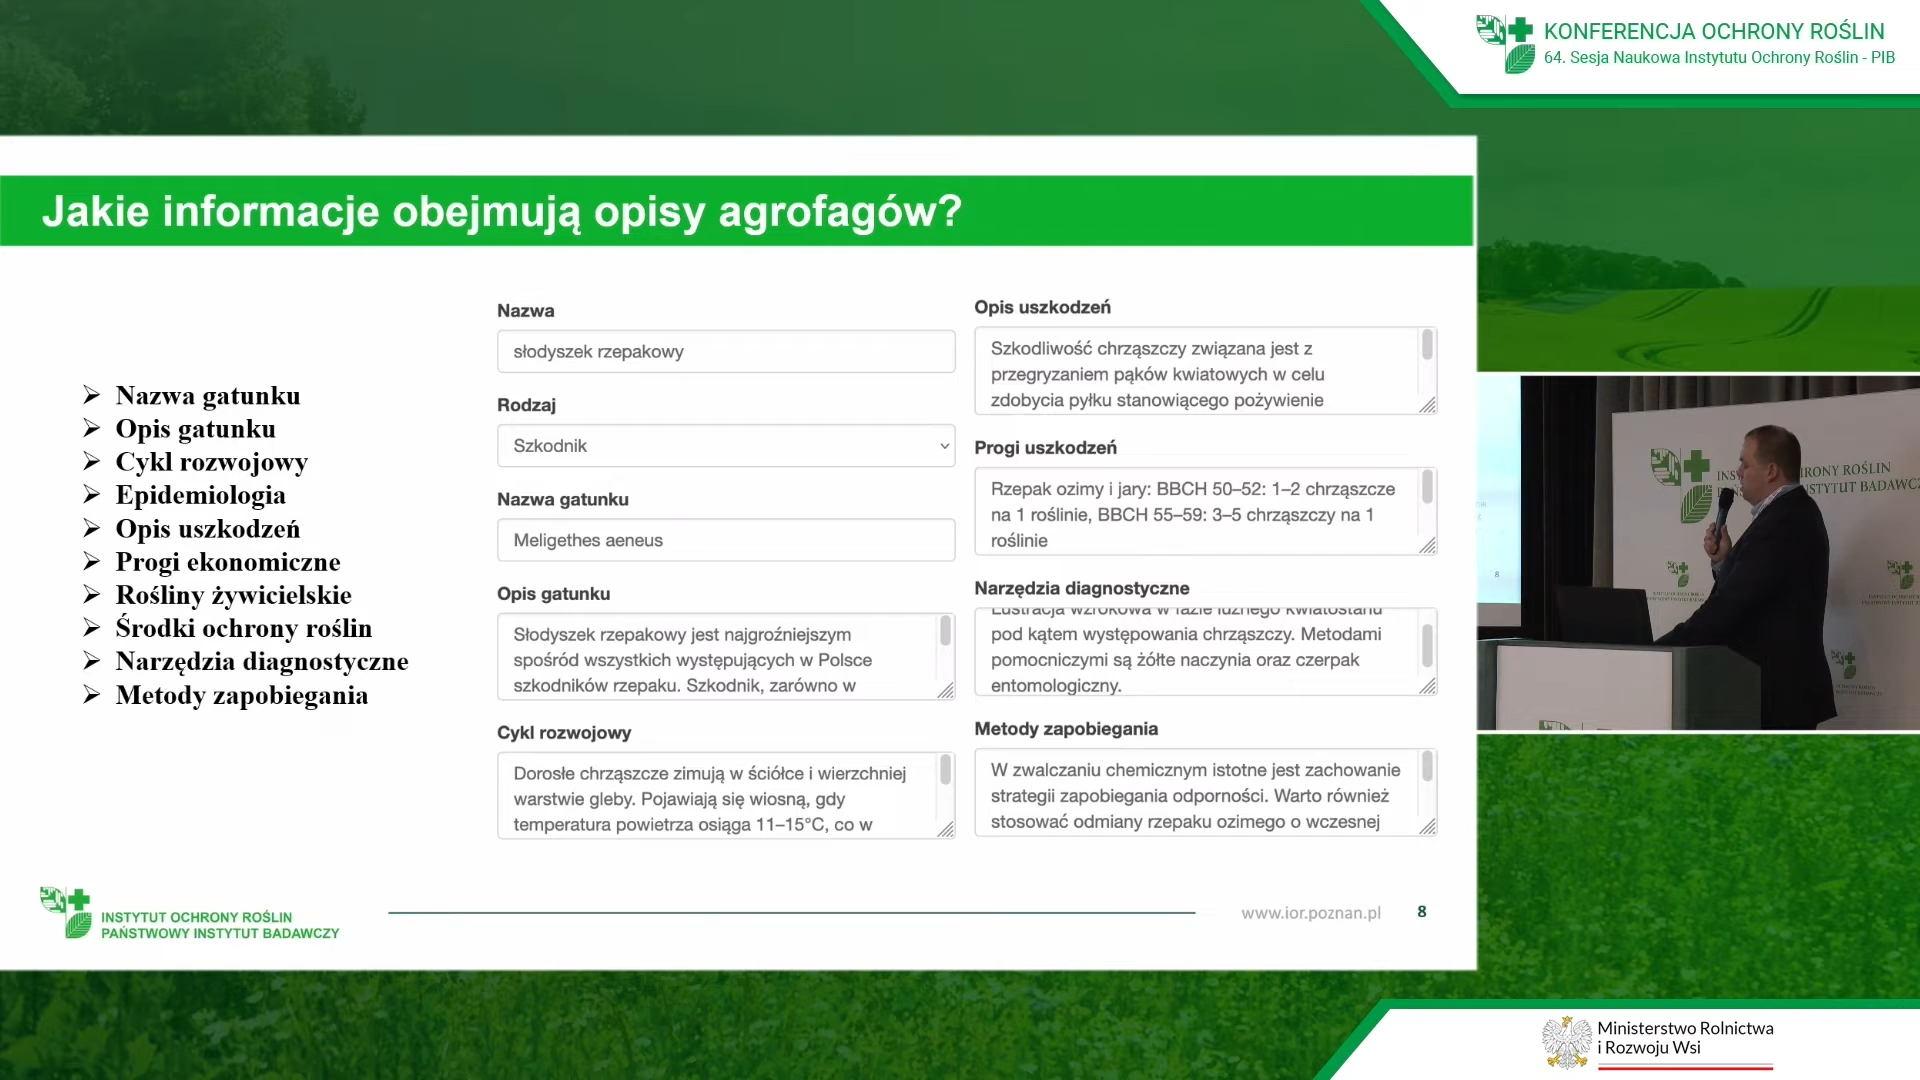 KONFERENCJA OCHRONY ROŚLIN
64. Sesja Naukowa Instytutu Ochrony Roślin - PIB
Jakie informacje obejmują opisy agrofagów?
Nazwa gatunku
Opis gatunku
Cykl rozwojowy
Epidemiologia
Opis uszkodzeń
Progi ekonomiczne
Rośliny żywicielskie
Środki ochrony roślin
Narzędzia diagnostyczne
Metody zapobiegania
Nazwa
słodyszek rzepakowy
Rodzaj
Szkodnik
Nazwa gatunku
Meligethes aeneus
Opis gatunku
Słodyszek rzepakowy jest najgroźniejszym
spośród wszystkich występujących w Polsce
szkodników rzepaku. Szkodnik, zarówno w
Cykl rozwojowy
Dorosłe chrząszcze zimują w ściółce i wierzchniej
warstwie gleby. Pojawiają się wiosną, gdy
temperatura powietrza osiąga 11–15°C, co w
Opis uszkodzeń
Szkodliwość chrząszczy związana jest z
przegryzaniem pąków kwiatowych w celu
zdobycia pyłku stanowiącego pożywienie
Progi uszkodzeń
Rzepak ozimy i jary: BBCH 50–52: 1–2 chrząszcze
na 1 roślinie, BBCH 55–59: 3–5 chrząszczy na 1
roślinie
Narzędzia diagnostyczne
Lustracja wzrokowa w fazie luźnego kwiatostanu
pod kątem występowania chrząszczy. Metodami
pomocniczymi są żółte naczynia oraz czerpak
entomologiczny.
Metody zapobiegania
W zwalczaniu chemicznym istotne jest zachowanie
strategii zapobiegania odporności. Warto również
stosować odmiany rzepaku ozimego o wczesnej
INSTYTUT OCHRONY ROŚLIN
PAŃSTWOWY INSTYTUT BADAWCZY
www.ior.poznan.pl
8
Ministerstwo Rolnictwa
i Rozwoju Wsi